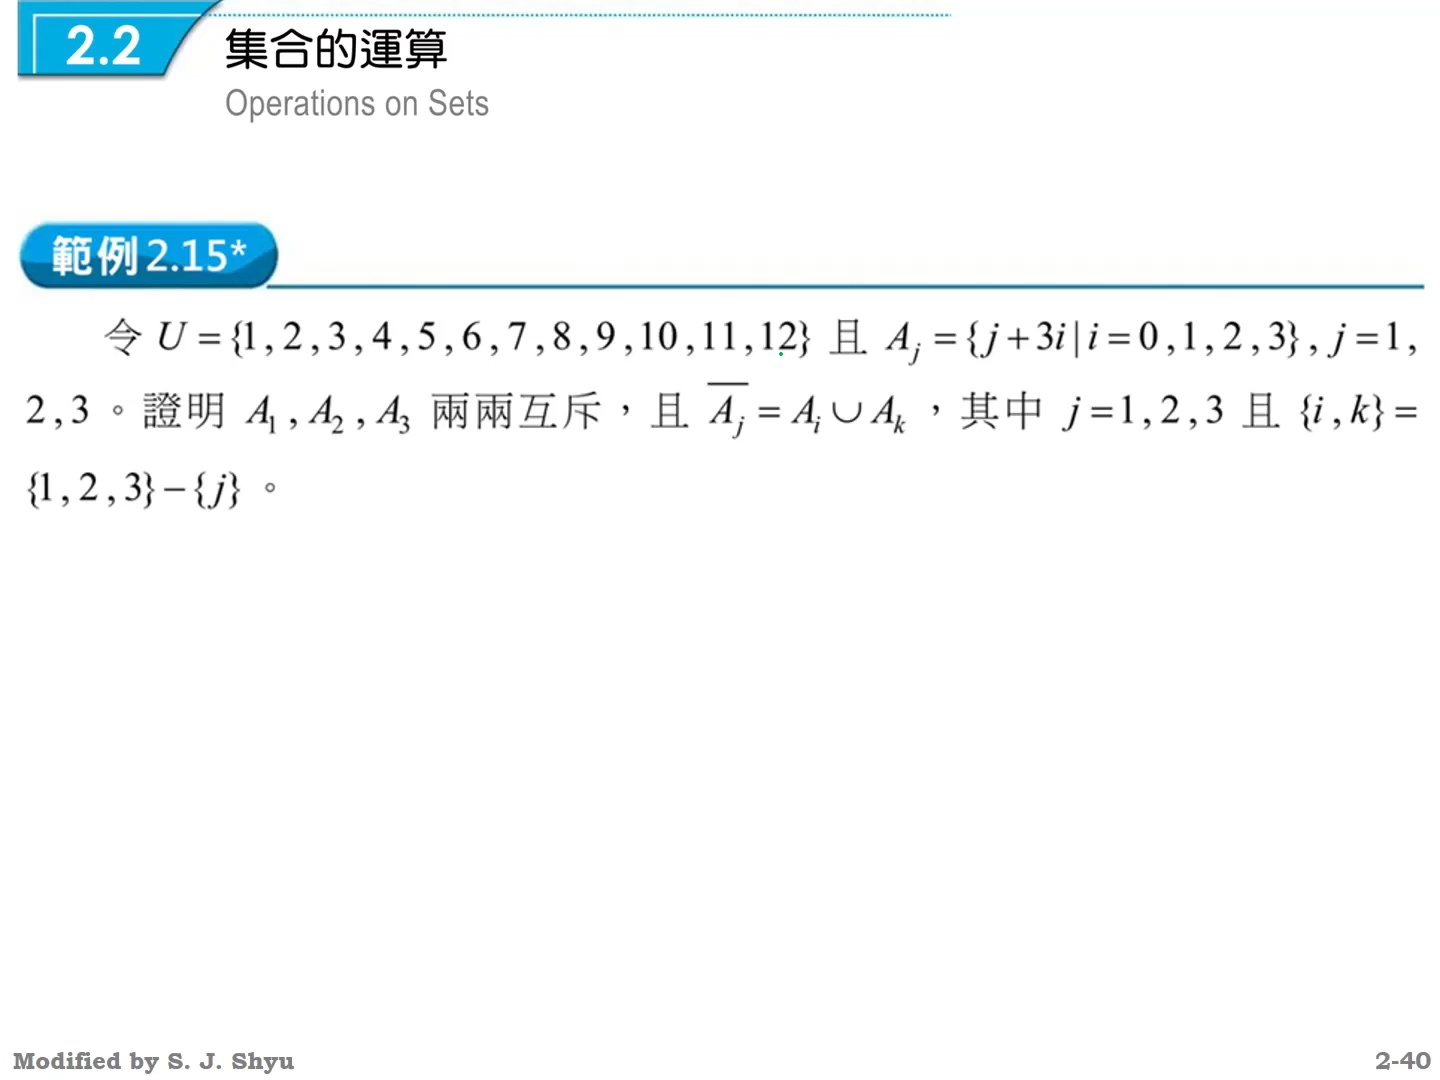 2.2 集合的運算
Operations on Sets
範例2.15*
令 U = {1, 2, 3, 4, 5, 6, 7, 8, 9, 10, 11, 12} 且 A_j = {j + 3i | i = 0, 1, 2, 3}, j = 1,
2, 3。證明 A_1, A_2, A_3 兩兩互斥，且 \overline{A_j} = A_i ∪ A_k，其中 j = 1, 2, 3 且 {i, k} =
{1, 2, 3} − {j}。
Modified by S. J. Shyu
2-40